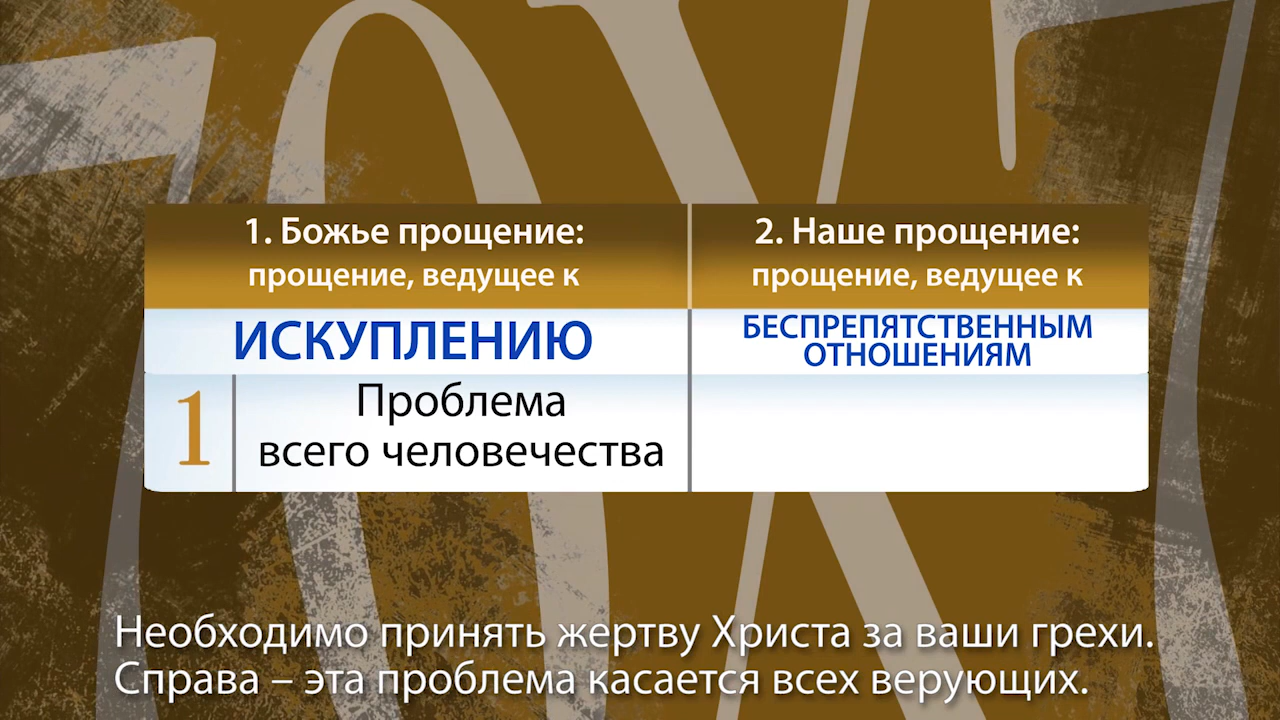 70X7
1. Божье прощение:
прощение, ведущее к
2. Наше прощение:
прощение, ведущее к
ИСКУПЛЕНИЮ
БЕСПРЕПЯТСТВЕННЫМ
ОТНОШЕНИЯМ
1
Проблема
всего человечества
Необходимо принять жертву Христа за ваши грехи.
Справа – эта проблема касается всех верующих.